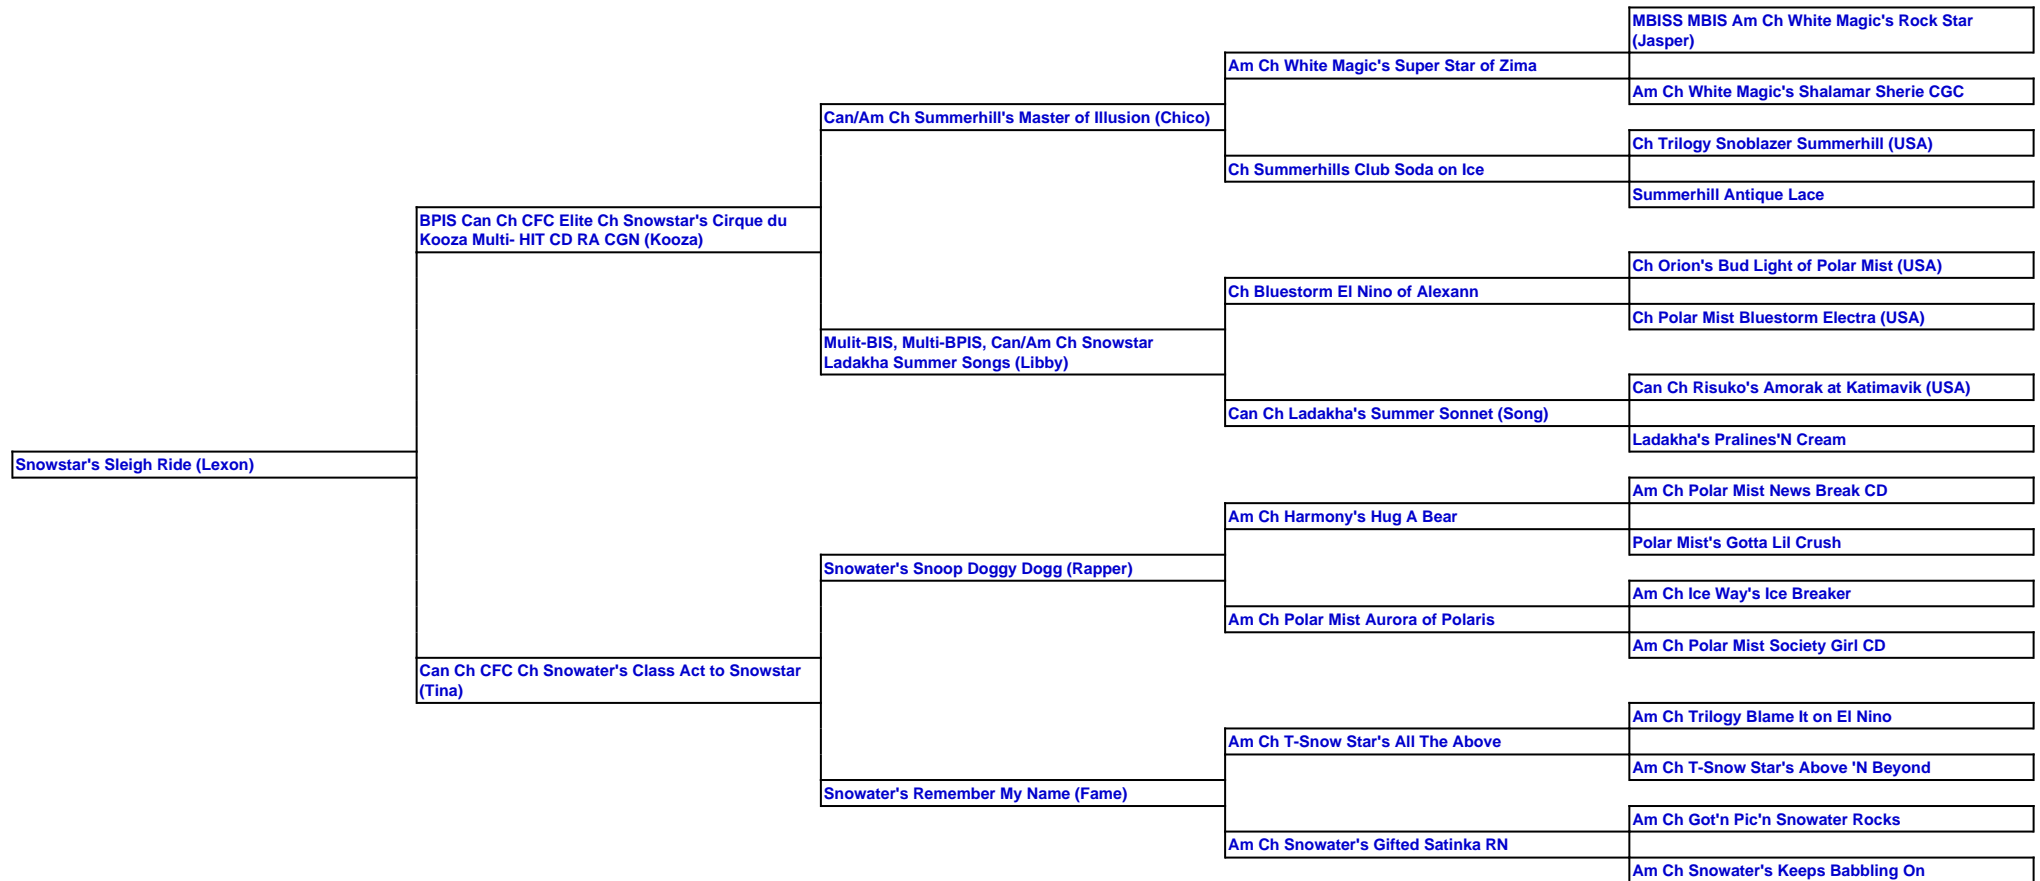 MBISS MBIS Am Ch White Magic's Rock Star
(Jasper)
Am Ch White Magic's Super Star of Zima
Am Ch White Magic's Shalamar Sherie CGC
Can/Am Ch Summerhill's Master of Illusion (Chico)
Ch Trilogy Snoblazer Summerhill (USA)
Ch Summerhills Club Soda on Ice
Summerhill Antique Lace
BPIS Can Ch CFC Elite Ch Snowstar's Cirque du
Kooza Multi- HIT CD RA CGN (Kooza)
Ch Orion's Bud Light of Polar Mist (USA)
Ch Bluestorm El Nino of Alexann
Ch Polar Mist Bluestorm Electra (USA)
Mulit-BIS, Multi-BPIS, Can/Am Ch Snowstar
Ladakha Summer Songs (Libby)
Can Ch Risuko's Amorak at Katimavik (USA)
Can Ch Ladakha's Summer Sonnet (Song)
Ladakha's Pralines'N Cream
Snowstar's Sleigh Ride (Lexon)
Am Ch Polar Mist News Break CD
Am Ch Harmony's Hug A Bear
Polar Mist's Gotta Lil Crush
Snowater's Snoop Doggy Dogg (Rapper)
Am Ch Ice Way's Ice Breaker
Am Ch Polar Mist Aurora of Polaris
Am Ch Polar Mist Society Girl CD
Can Ch CFC Ch Snowater's Class Act to Snowstar
(Tina)
Am Ch Trilogy Blame It on El Nino
Am Ch T-Snow Star's All The Above
Am Ch T-Snow Star's Above 'N Beyond
Snowater's Remember My Name (Fame)
Am Ch Got'n Pic'n Snowater Rocks
Am Ch Snowater's Gifted Satinka RN
Am Ch Snowater's Keeps Babbling On